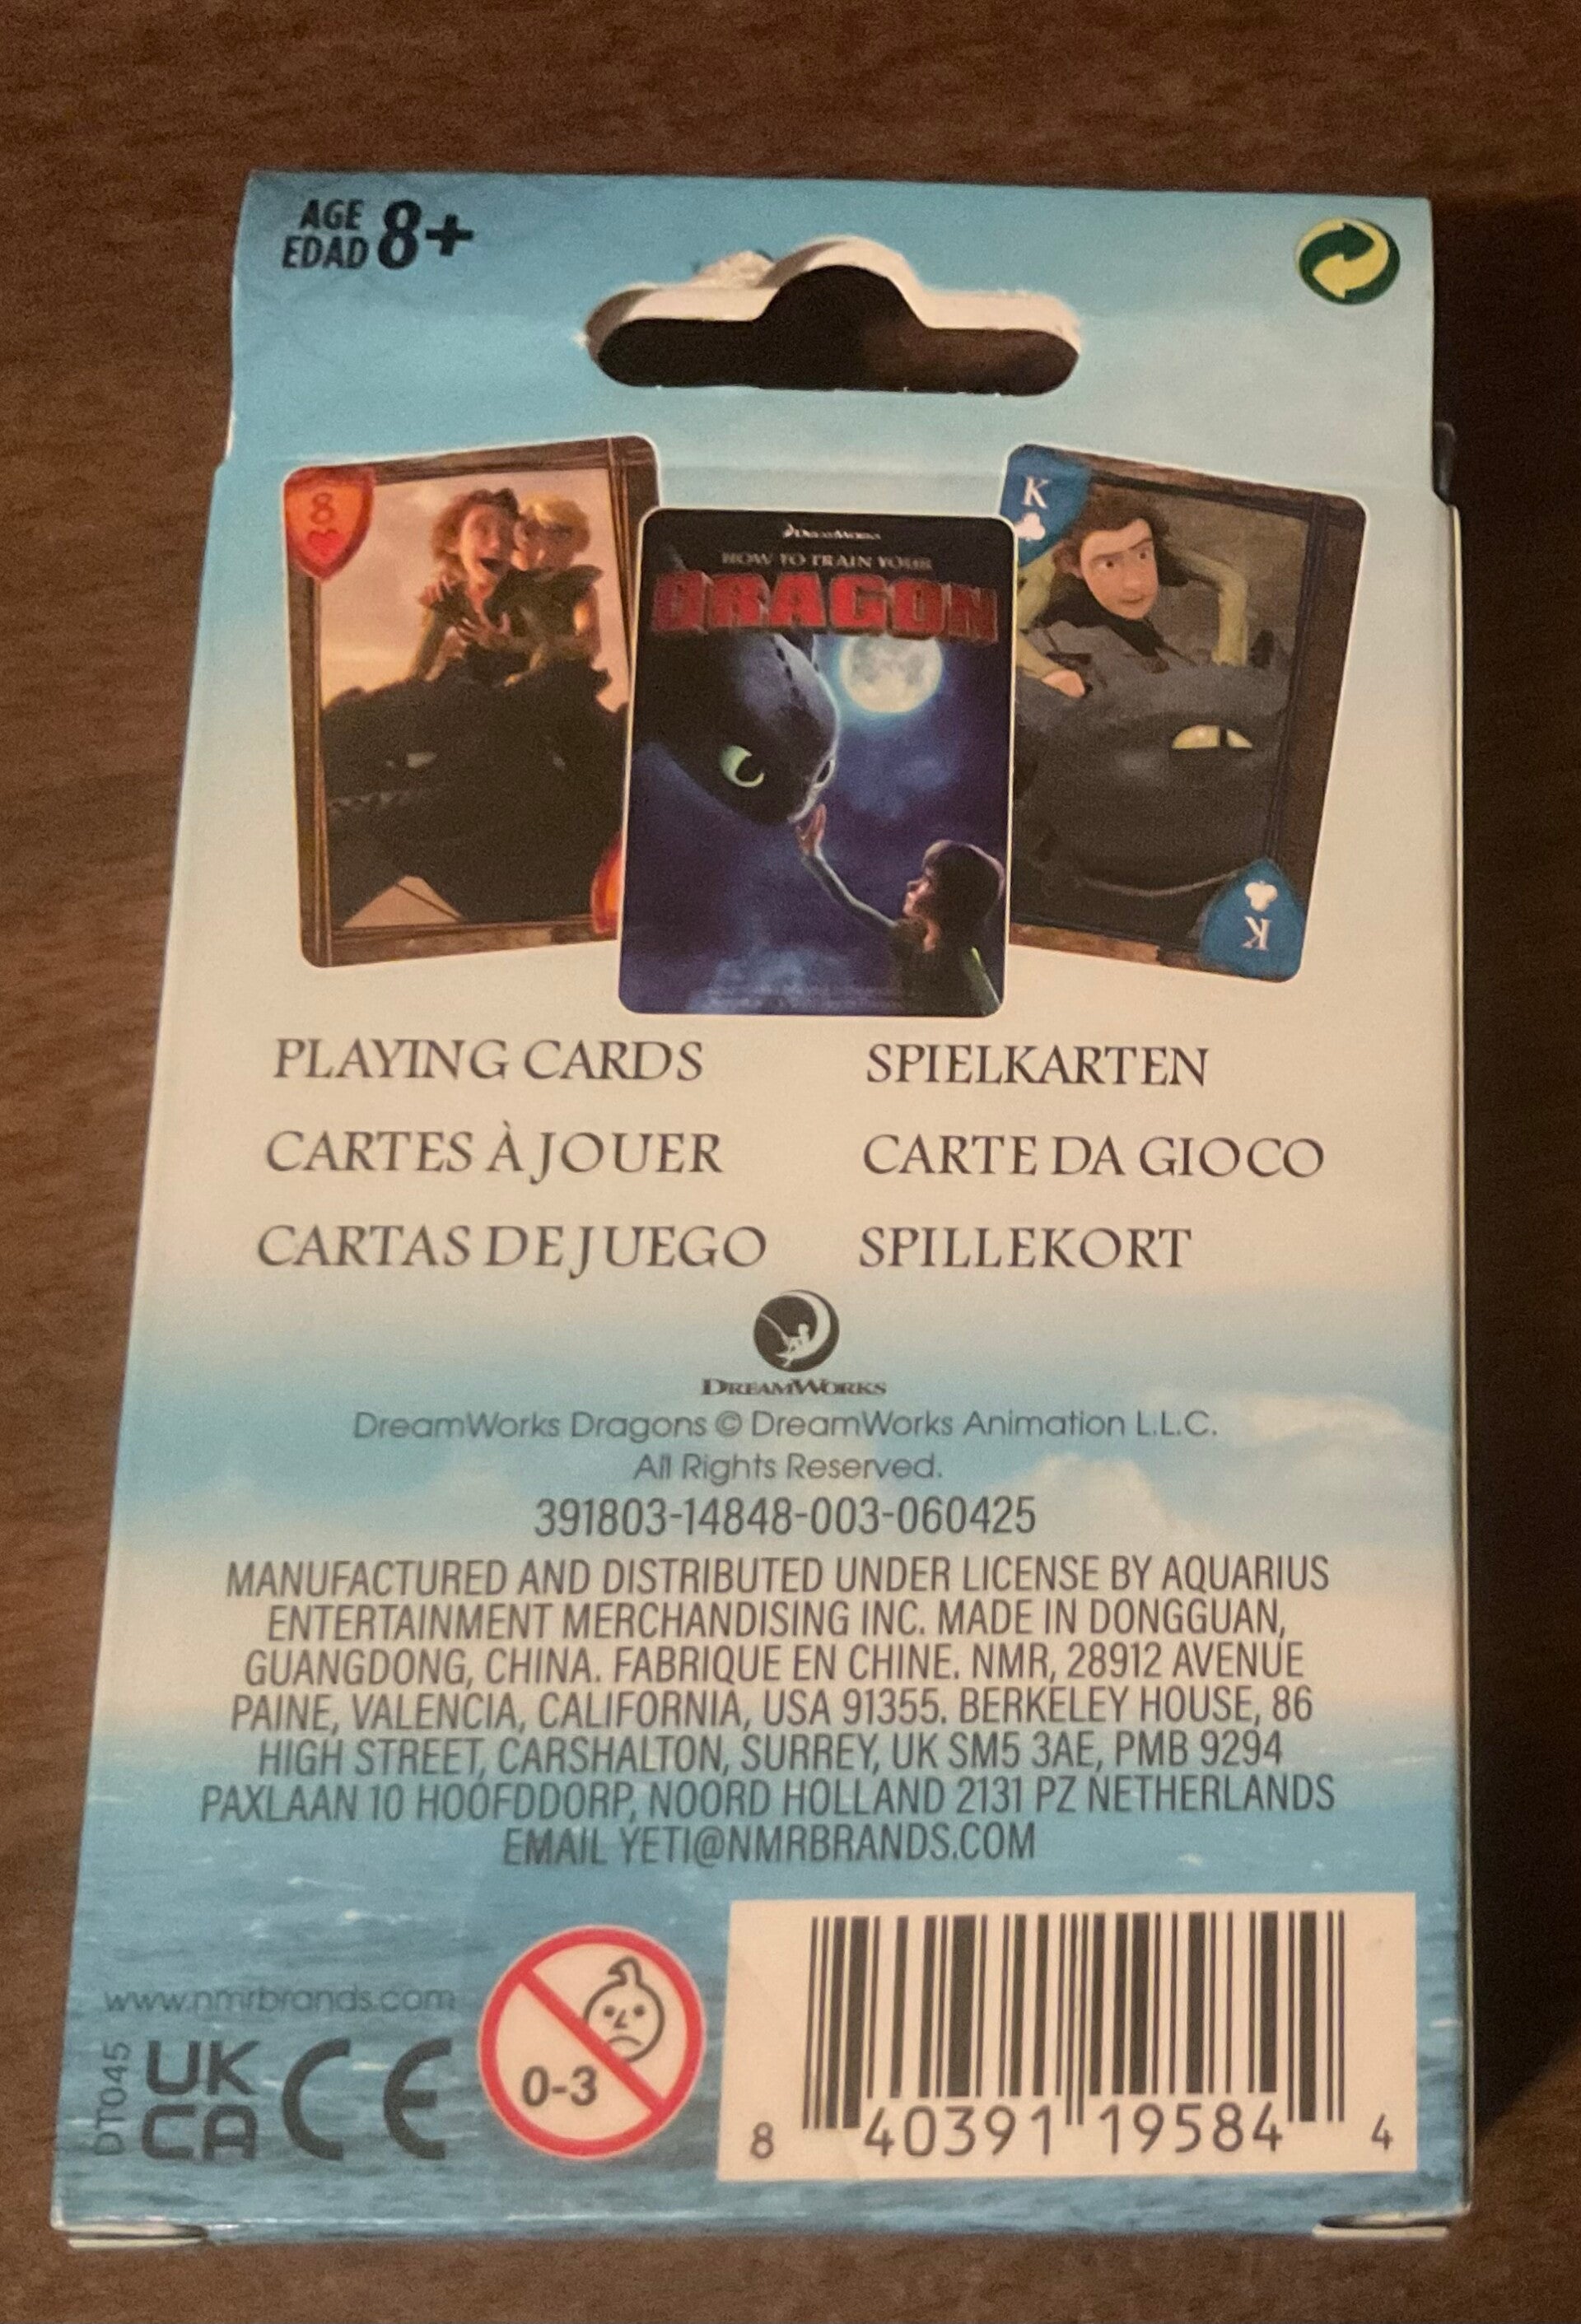 AGE
EDAD 8+
8
K
DREAMWORKS
HOW TO TRAIN YOUR
DRAGON
K
PLAYING CARDS
SPIELKARTEN
CARTES À JOUER
CARTE DA GIOCO
CARTAS DE JUEGO
SPILLEKORT
DREAMWORKS
DreamWorks Dragons © DreamWorks Animation L.L.C.
All Rights Reserved.
391803-14848-003-060425
MANUFACTURED AND DISTRIBUTED UNDER LICENSE BY AQUARIUS
ENTERTAINMENT MERCHANDISING INC. MADE IN DONGGUAN,
GUANGDONG, CHINA. FABRIQUE EN CHINE. NMR, 28912 AVENUE
PAINE, VALENCIA, CALIFORNIA, USA 91355. BERKELEY HOUSE, 86
HIGH STREET, CARSHALTON, SURREY, UK SM5 3AE, PMB 9294
PAXLAAN 10 HOOFDDORP, NOORD HOLLAND 2131 PZ NETHERLANDS
EMAIL YETI@NMRBRANDS.COM
www.nmrbrands.com
DT045
UK
CA
CE
0-3
8 40391 19584 4